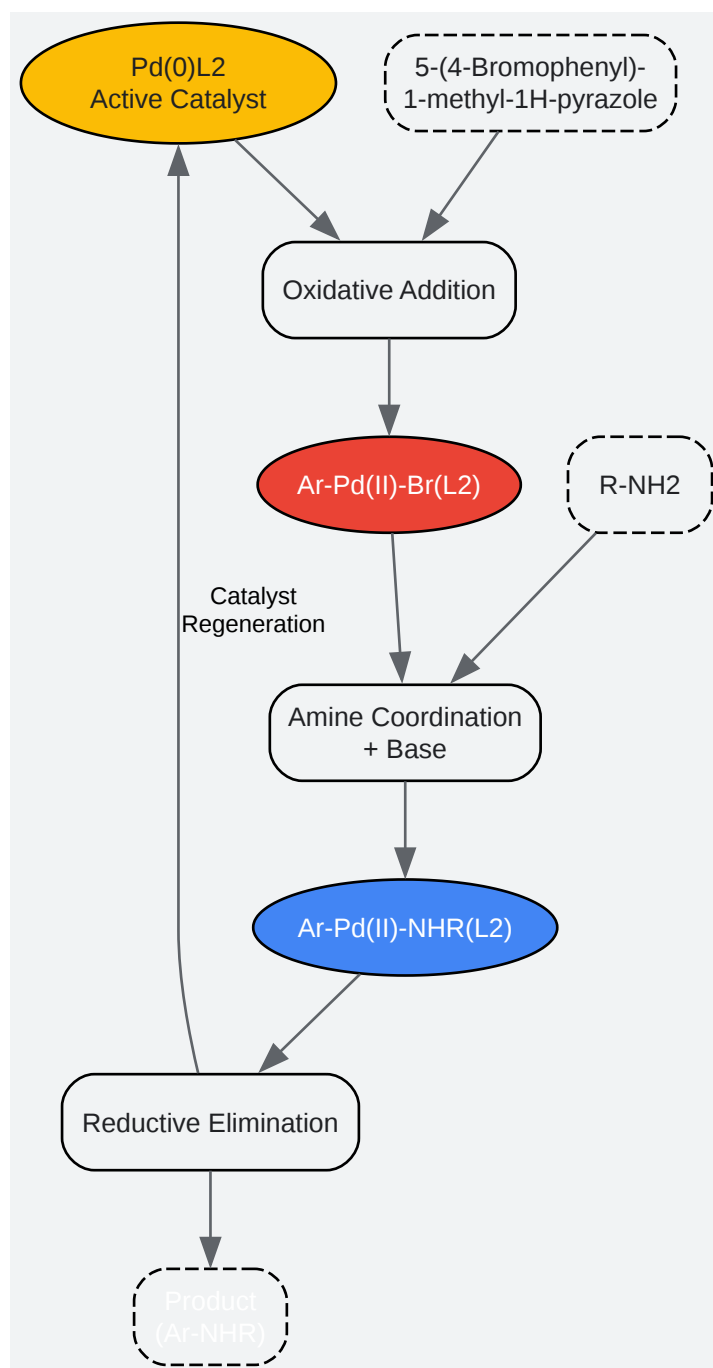 Pd(0)L2
Active Catalyst
5-(4-Bromophenyl)-
1-methyl-1H-pyrazole
Oxidative Addition
Ar-Pd(II)-Br(L2)
R-NH2
Catalyst
Regeneration
Amine Coordination
+ Base
Ar-Pd(II)-NHR(L2)
Reductive Elimination
Product
(Ar-NHR)